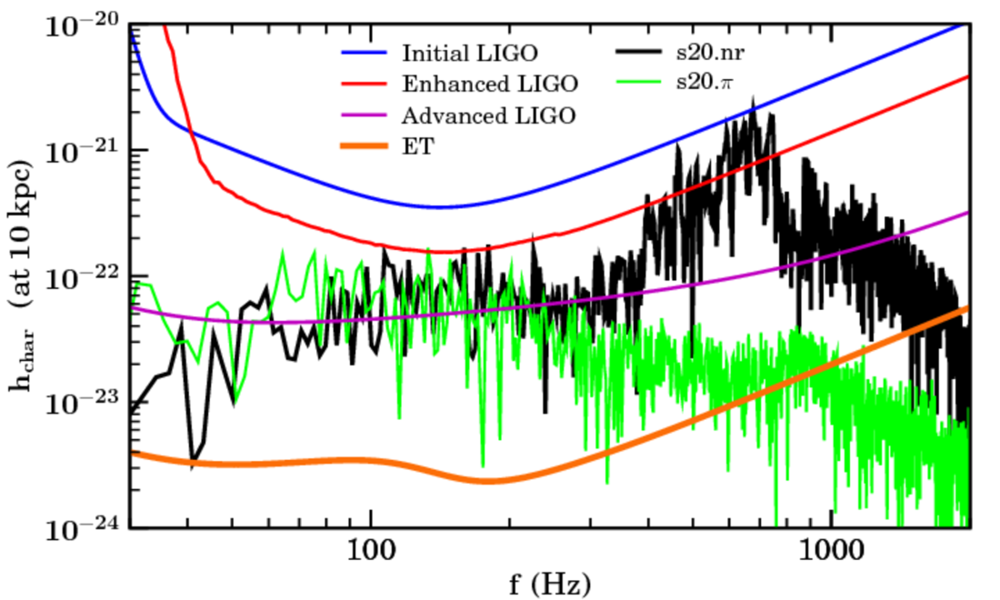 10⁻²⁰
Initial LIGO
s20.nr
Enhanced LIGO
s20.π
Advanced LIGO
ET
10⁻²¹
h_char (at 10 kpc)
10⁻²²
10⁻²³
10⁻²⁴
100
1000
f (Hz)